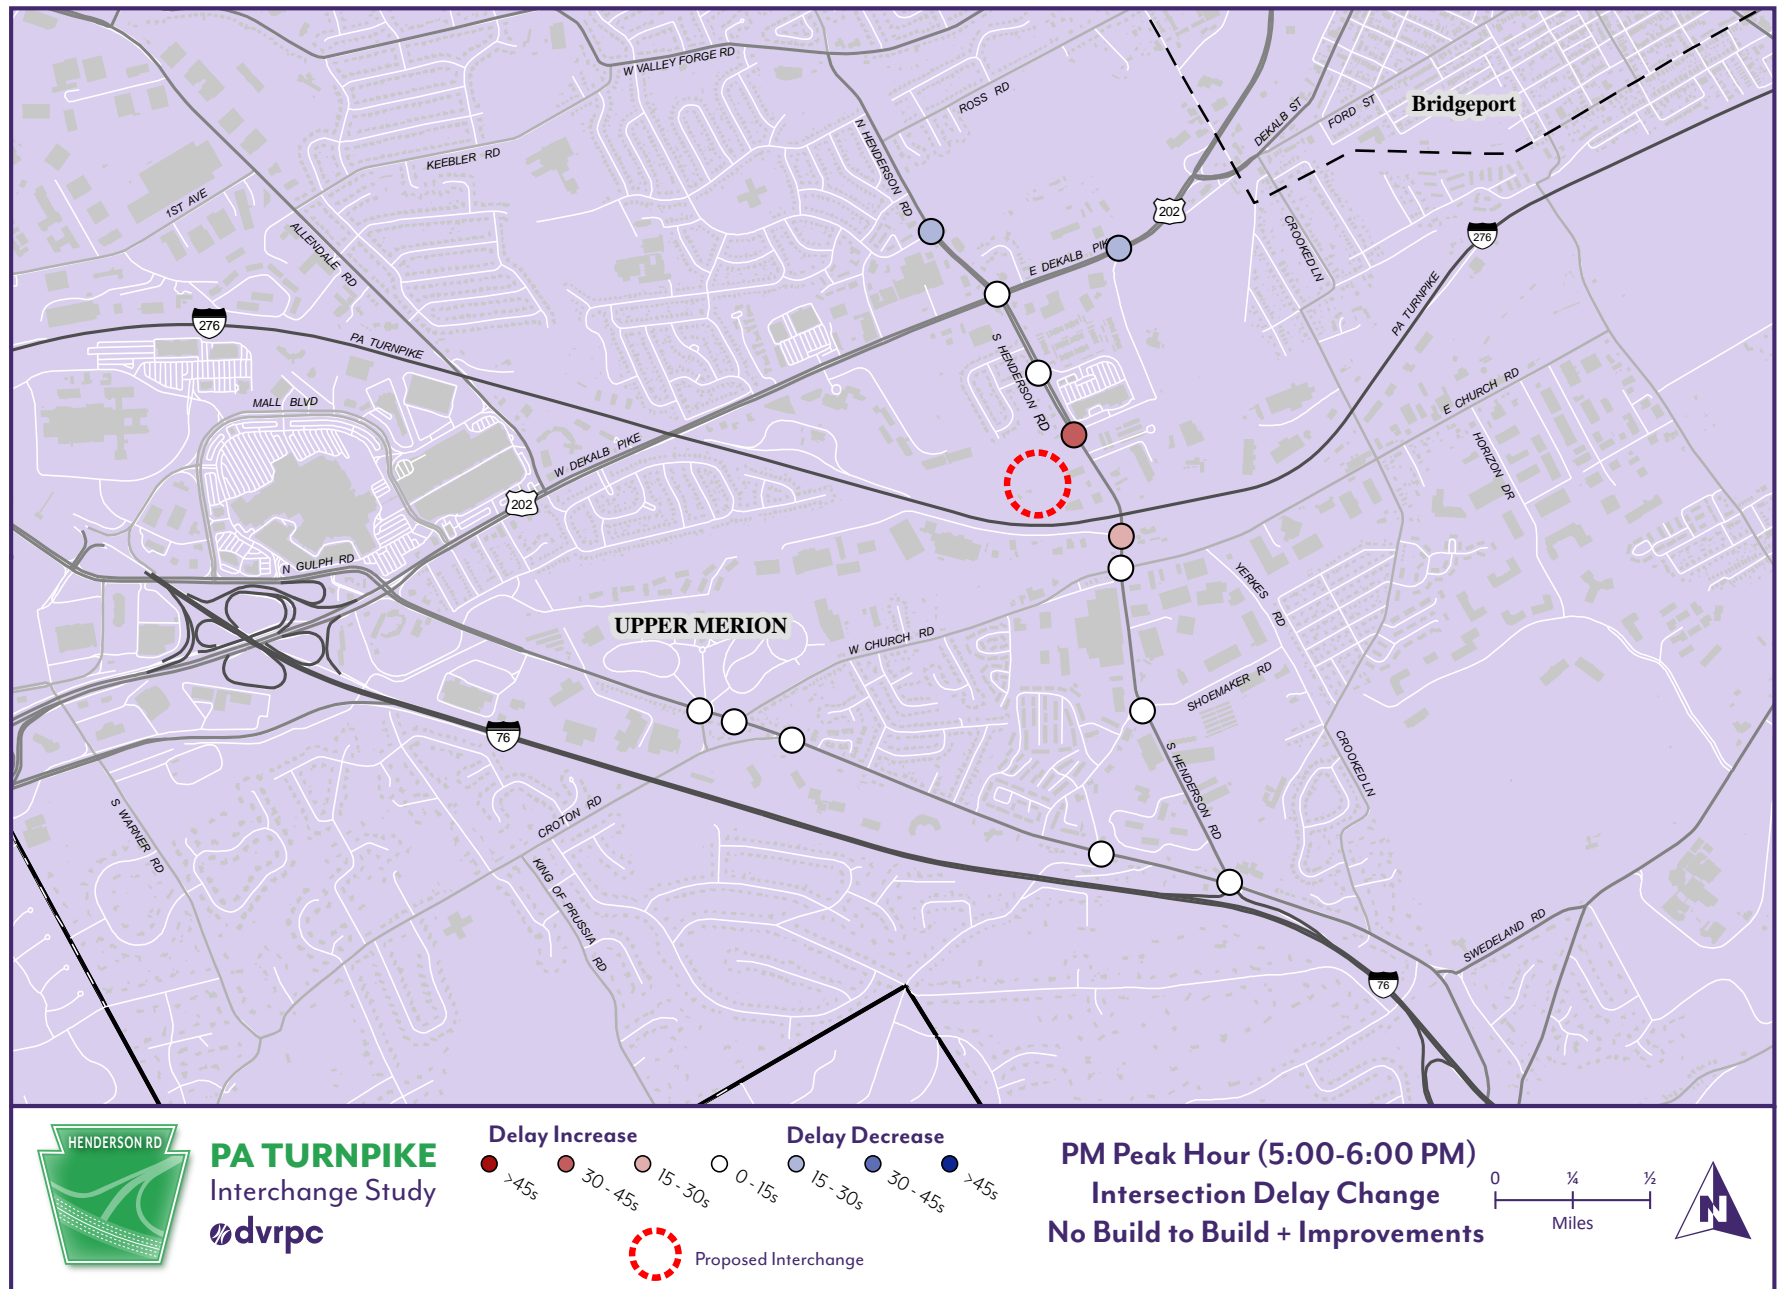 W VALLEY FORGE RD
ROSS RD
N HENDERSON RD
DEKALB ST
FORD ST
Bridgeport
KEEBLER RD
1ST AVE
ALLENDALE RD
202
E DEKALB PIK
CROOKED LN
276
276
PA TURNPIKE
PA TURNPIKE
S HENDERSON RD
MALL BLVD
E CHURCH RD
W DEKALB PIKE
HORIZON DR
202
N GULPH RD
YERKES RD
UPPER MERION
W CHURCH RD
SHOEMAKER RD
76
CROOKED LN
S HENDERSON RD
S WARNER RD
CROTON RD
KING OF PRUSSIA RD
SWEDELAND RD
76
HENDERSON RD
PA TURNPIKE
Interchange Study
dvrpc
Delay Increase
Delay Decrease
>45s
30 - 45s
15 - 30s
0 - 15s
15 - 30s
30 - 45s
>45s
Proposed Interchange
PM Peak Hour (5:00-6:00 PM)
Intersection Delay Change
No Build to Build + Improvements
0 ¼ ½
Miles
N